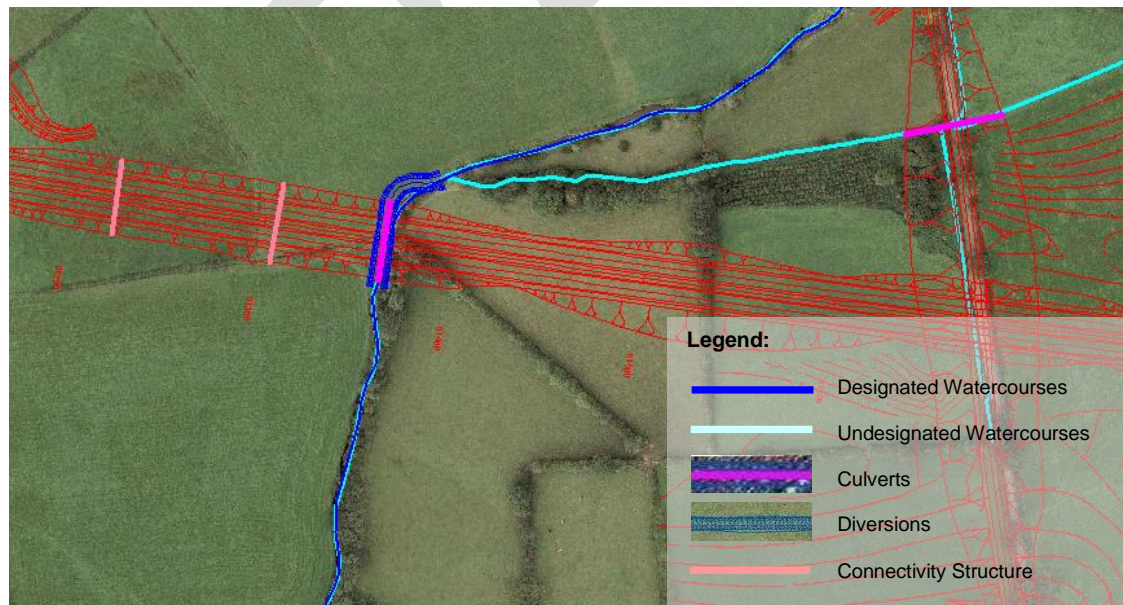 Legend:
Designated Watercourses
Undesignated Watercourses
Culverts
Diversions
Connectivity Structure